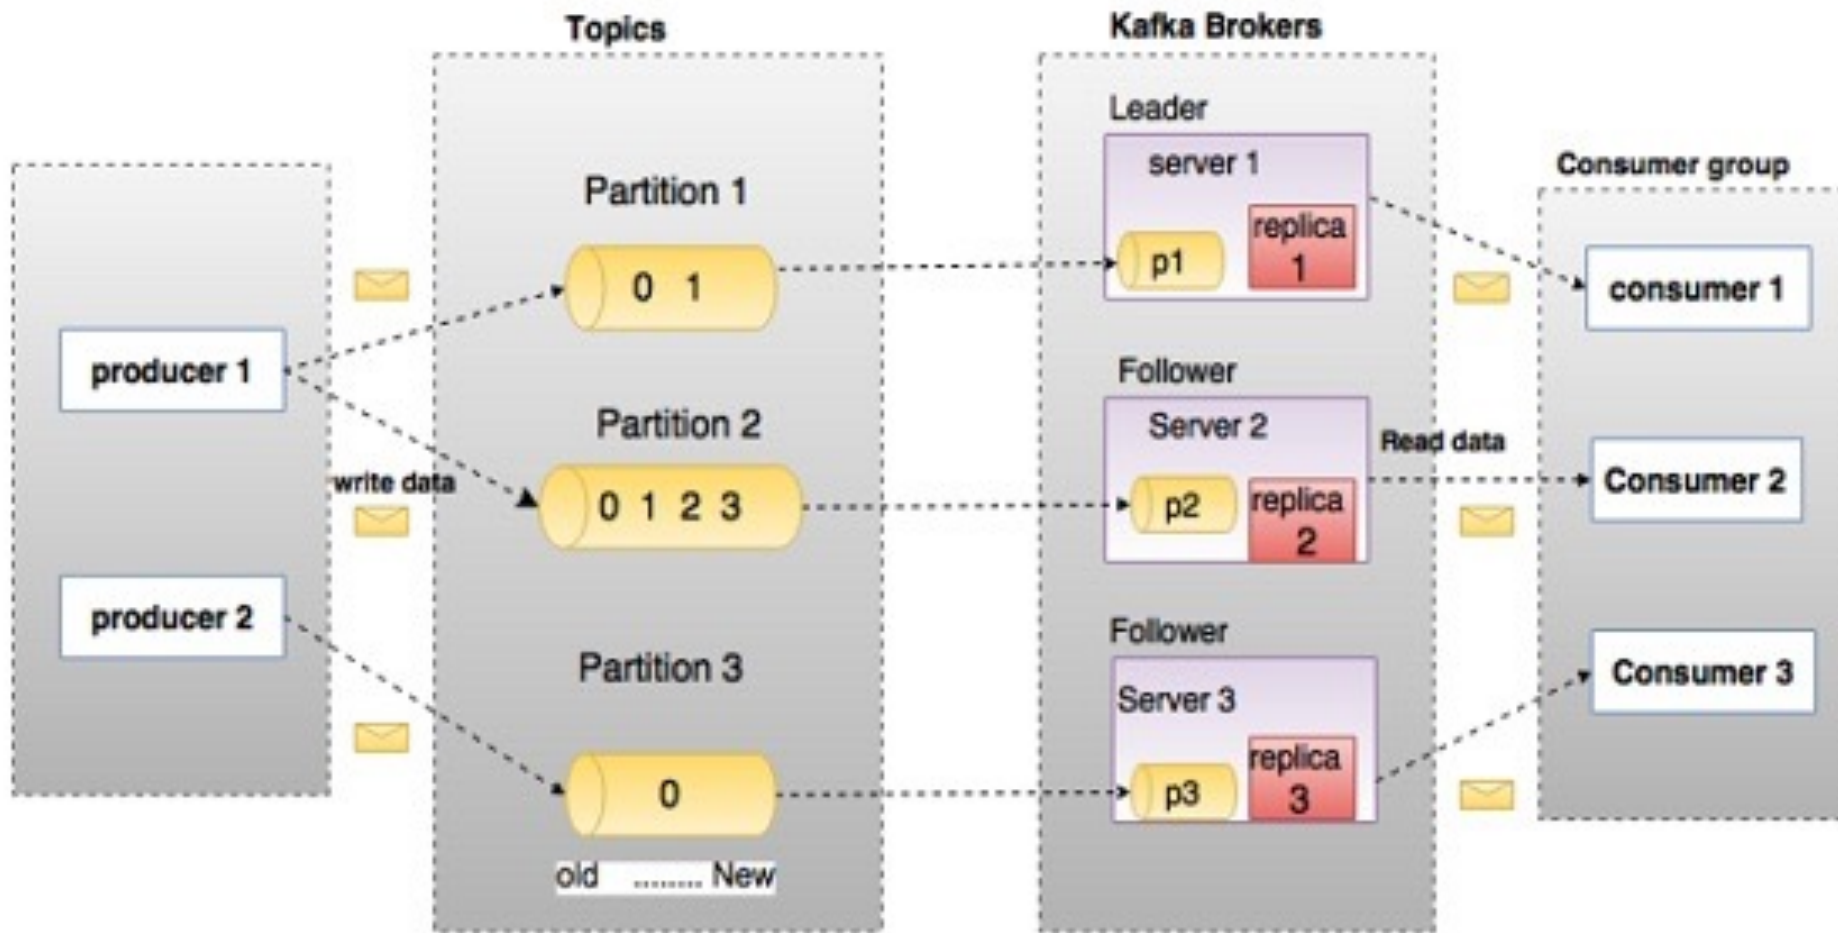 Topics
Kafka Brokers
Leader
server 1
Consumer group
Partition 1
replica
1
p1
0 1
consumer 1
producer 1
Follower
Partition 2
Server 2
Read data
write data
0 1 2 3
p2
replica
2
Consumer 2
producer 2
Follower
Partition 3
Server 3
Consumer 3
0
p3
replica
3
old ........ New